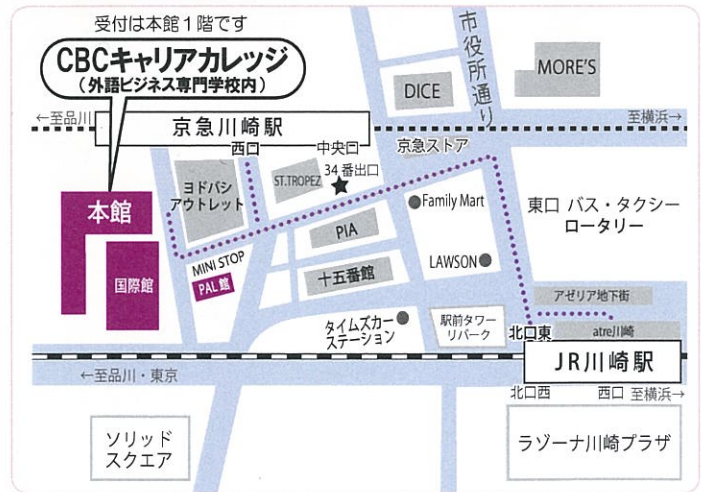 受付は本館1階です
CBCキャリアカレッジ
(外語ビジネス専門学校内)
市役所通り
DICE
MORE'S
←至品川
京急川崎駅
至横浜→
西口
中央口
京急ストア
34番出口
ヨドバシ
アウトレット
ST.TROPEZ
★
本館
Family Mart
東口 バス・タクシー
ロータリー
PIA
MINI STOP
LAWSON
国際館
PAL館
十五番館
アゼリア地下街
タイムズカー
ステーション
駅前タワー
リパーク
北口東
atre川崎
JR川崎駅
←至品川・東京
北口西
西口
至横浜→
ソリッド
スクエア
ラゾーナ川崎プラザ